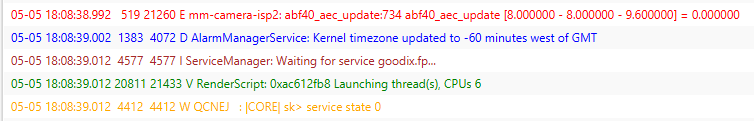 05-05 18:08:38.992 519 21260 E mm-camera-isp2: abf40_aec_update:734 abf40_aec_update [8.000000 - 8.000000 - 9.600000] = 0.000000
05-05 18:08:39.002 1383 4072 D AlarmManagerService: Kernel timezone updated to -60 minutes west of GMT
05-05 18:08:39.012 4577 4577 I ServiceManager: Waiting for service goodix.fp...
05-05 18:08:39.012 20811 21433 V RenderScript: 0xac612fb8 Launching thread(s), CPUs 6
05-05 18:08:39.012 4412 4412 W QCNEJ : |CORE| sk> service state 0